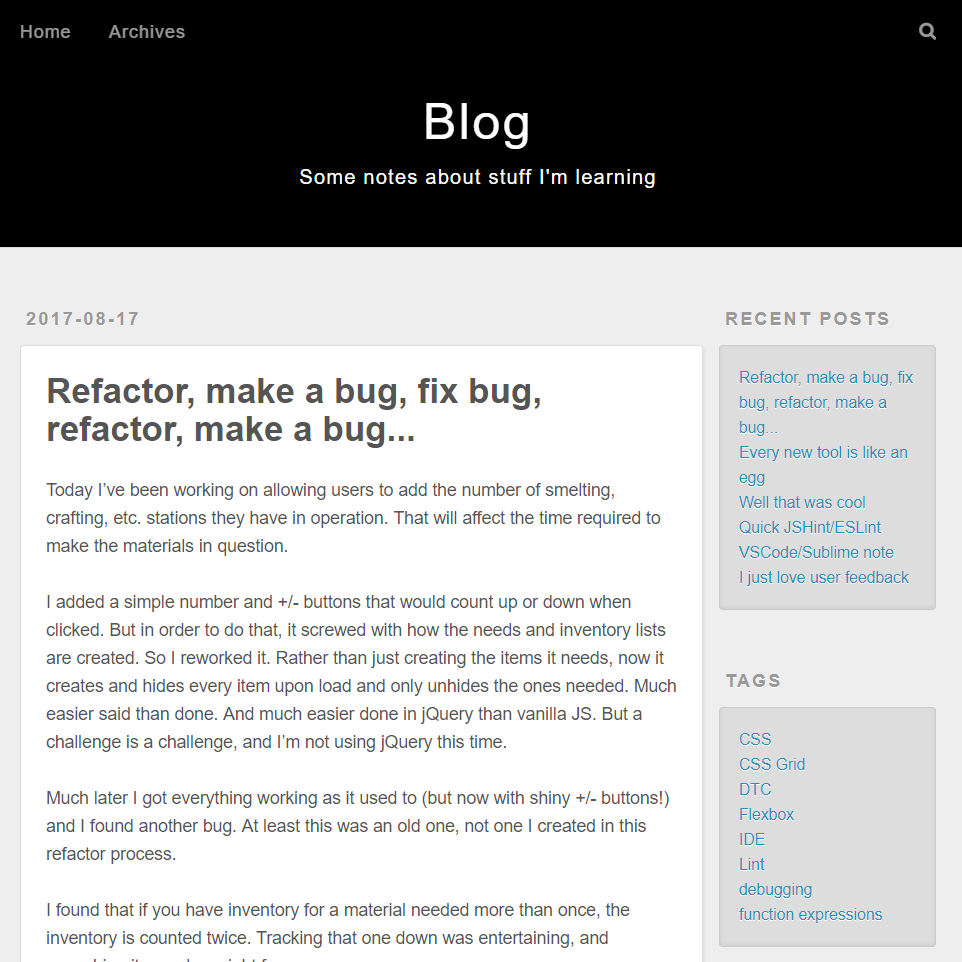 Home Archives
Blog
Some notes about stuff I'm learning
2017-08-17
Refactor, make a bug, fix bug,
refactor, make a bug...
Today I’ve been working on allowing users to add the number of smelting,
crafting, etc. stations they have in operation. That will affect the time required to
make the materials in question.
I added a simple number and +/- buttons that would count up or down when
clicked. But in order to do that, it screwed with how the needs and inventory lists
are created. So I reworked it. Rather than just creating the items it needs, now it
creates and hides every item upon load and only unhides the ones needed. Much
easier said than done. And much easier done in jQuery than vanilla JS. But a
challenge is a challenge, and I’m not using jQuery this time.
Much later I got everything working as it used to (but now with shiny +/- buttons!)
and I found another bug. At least this was an old one, not one I created in this
refactor process.
I found that if you have inventory for a material needed more than once, the
inventory is counted twice. Tracking that one down was entertaining, and
RECENT POSTS
Refactor, make a bug, fix
bug, refactor, make a
bug...
Every new tool is like an
egg
Well that was cool
Quick JSHint/ESLint
VSCode/Sublime note
I just love user feedback
TAGS
CSS
CSS Grid
DTC
Flexbox
IDE
Lint
debugging
function expressions